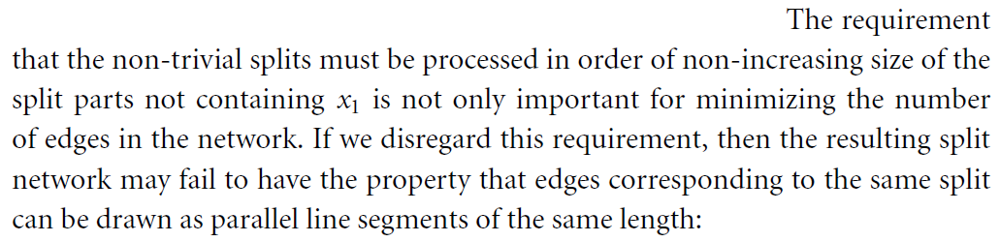 The requirement
that the non-trivial splits must be processed in order of non-increasing size of the
split parts not containing x₁ is not only important for minimizing the number
of edges in the network. If we disregard this requirement, then the resulting split
network may fail to have the property that edges corresponding to the same split
can be drawn as parallel line segments of the same length: